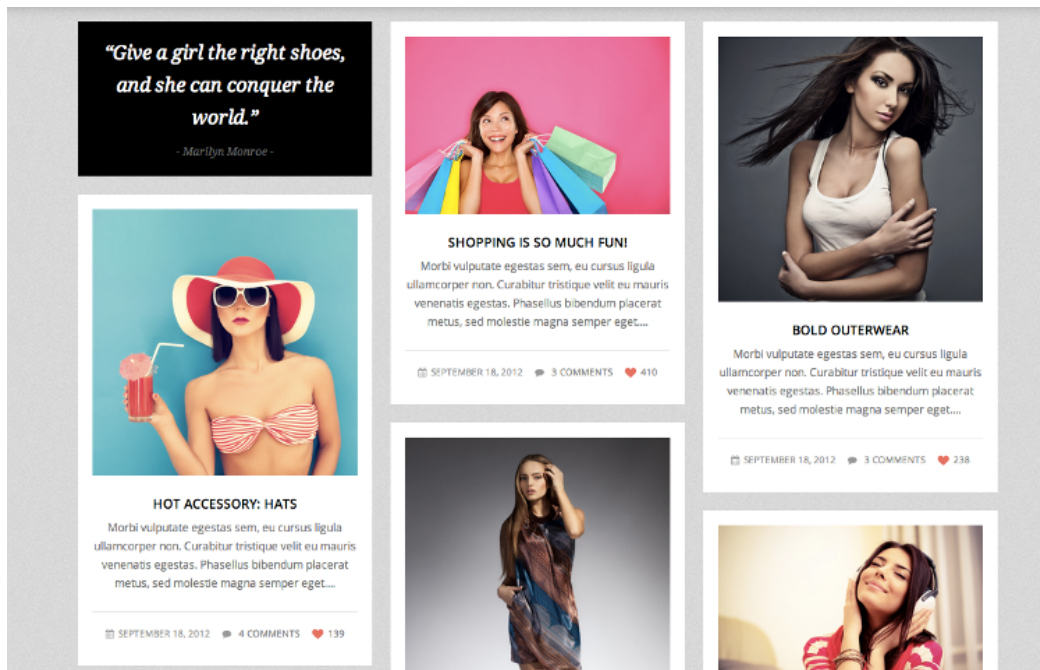 “Give a girl the right shoes,
and she can conquer the
world.”
- Marilyn Monroe -
HOT ACCESSORY: HATS
Morbi vulputate egestas sem, eu cursus ligula
ullamcorper non. Curabitur tristique velit eu mauris
venenatis egestas. Phasellus bibendum placerat
metus, sed molestie magna semper eget....
SEPTEMBER 18, 2012 4 COMMENTS 139
SHOPPING IS SO MUCH FUN!
Morbi vulputate egestas sem, eu cursus ligula
ullamcorper non. Curabitur tristique velit eu mauris
venenatis egestas. Phasellus bibendum placerat
metus, sed molestie magna semper eget....
SEPTEMBER 18, 2012 3 COMMENTS 410
BOLD OUTERWEAR
Morbi vulputate egestas sem, eu cursus ligula
ullamcorper non. Curabitur tristique velit eu mauris
venenatis egestas. Phasellus bibendum placerat
metus, sed molestie magna semper eget....
SEPTEMBER 18, 2012 3 COMMENTS 238